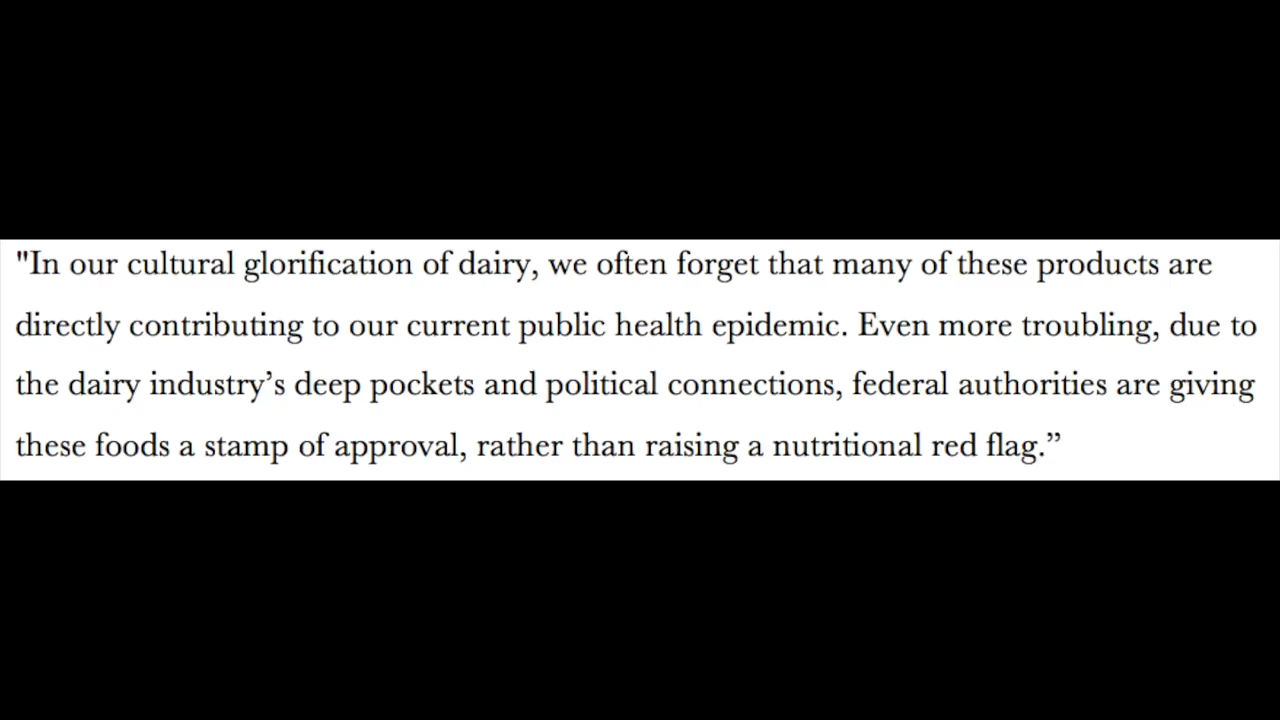 "In our cultural glorification of dairy, we often forget that many of these products are
directly contributing to our current public health epidemic. Even more troubling, due to
the dairy industry’s deep pockets and political connections, federal authorities are giving
these foods a stamp of approval, rather than raising a nutritional red flag.”